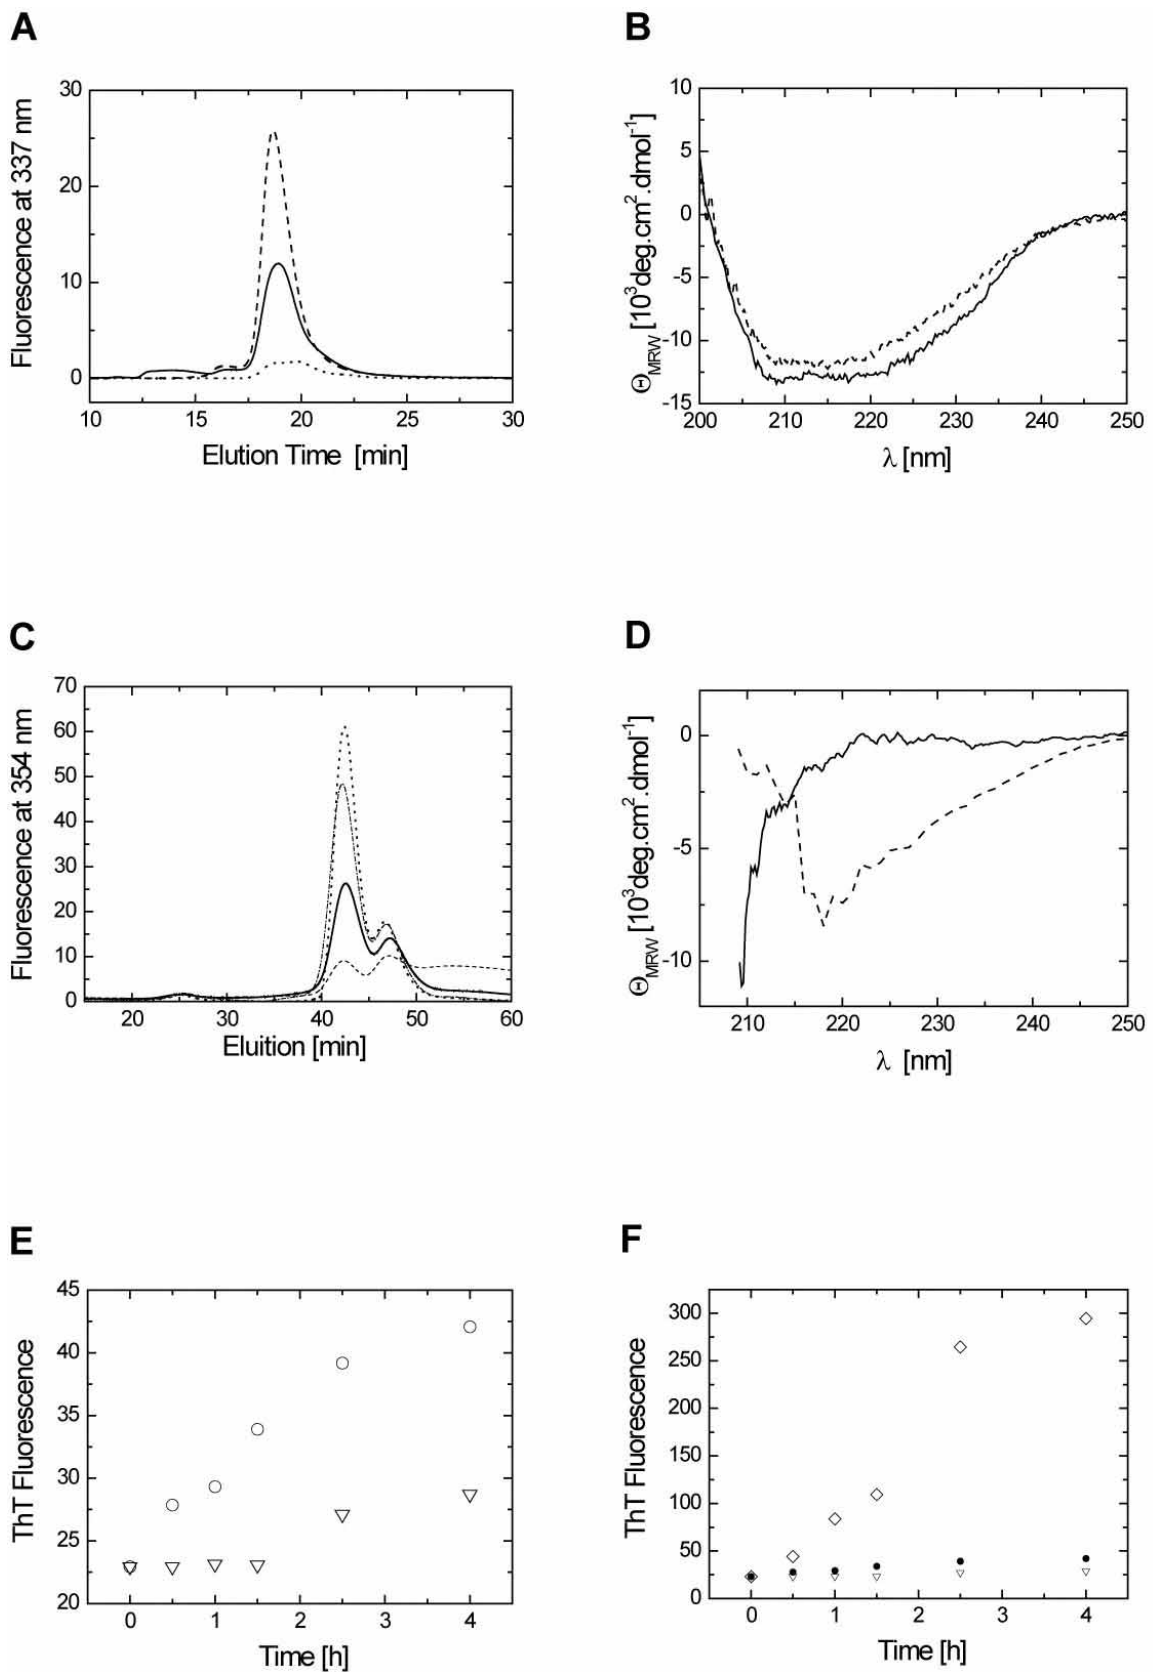 A
B
30
20
10
0
10 15 20 25 30
Fluorescence at 337 nm
Elution Time [min]
10
5
0
-5
-10
-15
200 210 220 230 240 250
Θ_MRW [10³deg.cm².dmol⁻¹]
λ [nm]
C
D
70
60
50
40
30
20
10
0
20 30 40 50 60
Fluorescence at 354 nm
Eluition [min]
0
-5
-10
210 220 230 240 250
Θ_MRW [10³deg.cm².dmol⁻¹]
λ [nm]
E
F
45
40
35
30
25
20
0 1 2 3 4
ThT Fluorescence
Time [h]
300
250
200
150
100
50
0
0 1 2 3 4
ThT Fluorescence
Time [h]